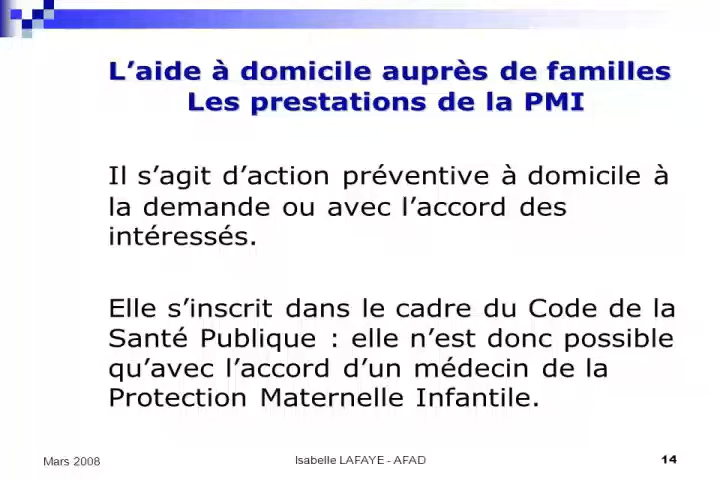 L’aide à domicile auprès de familles
Les prestations de la PMI
Il s’agit d’action préventive à domicile à
la demande ou avec l’accord des
intéressés.
Elle s’inscrit dans le cadre du Code de la
Santé Publique : elle n’est donc possible
qu’avec l’accord d’un médecin de la
Protection Maternelle Infantile.
Mars 2008
Isabelle LAFAYE - AFAD
14